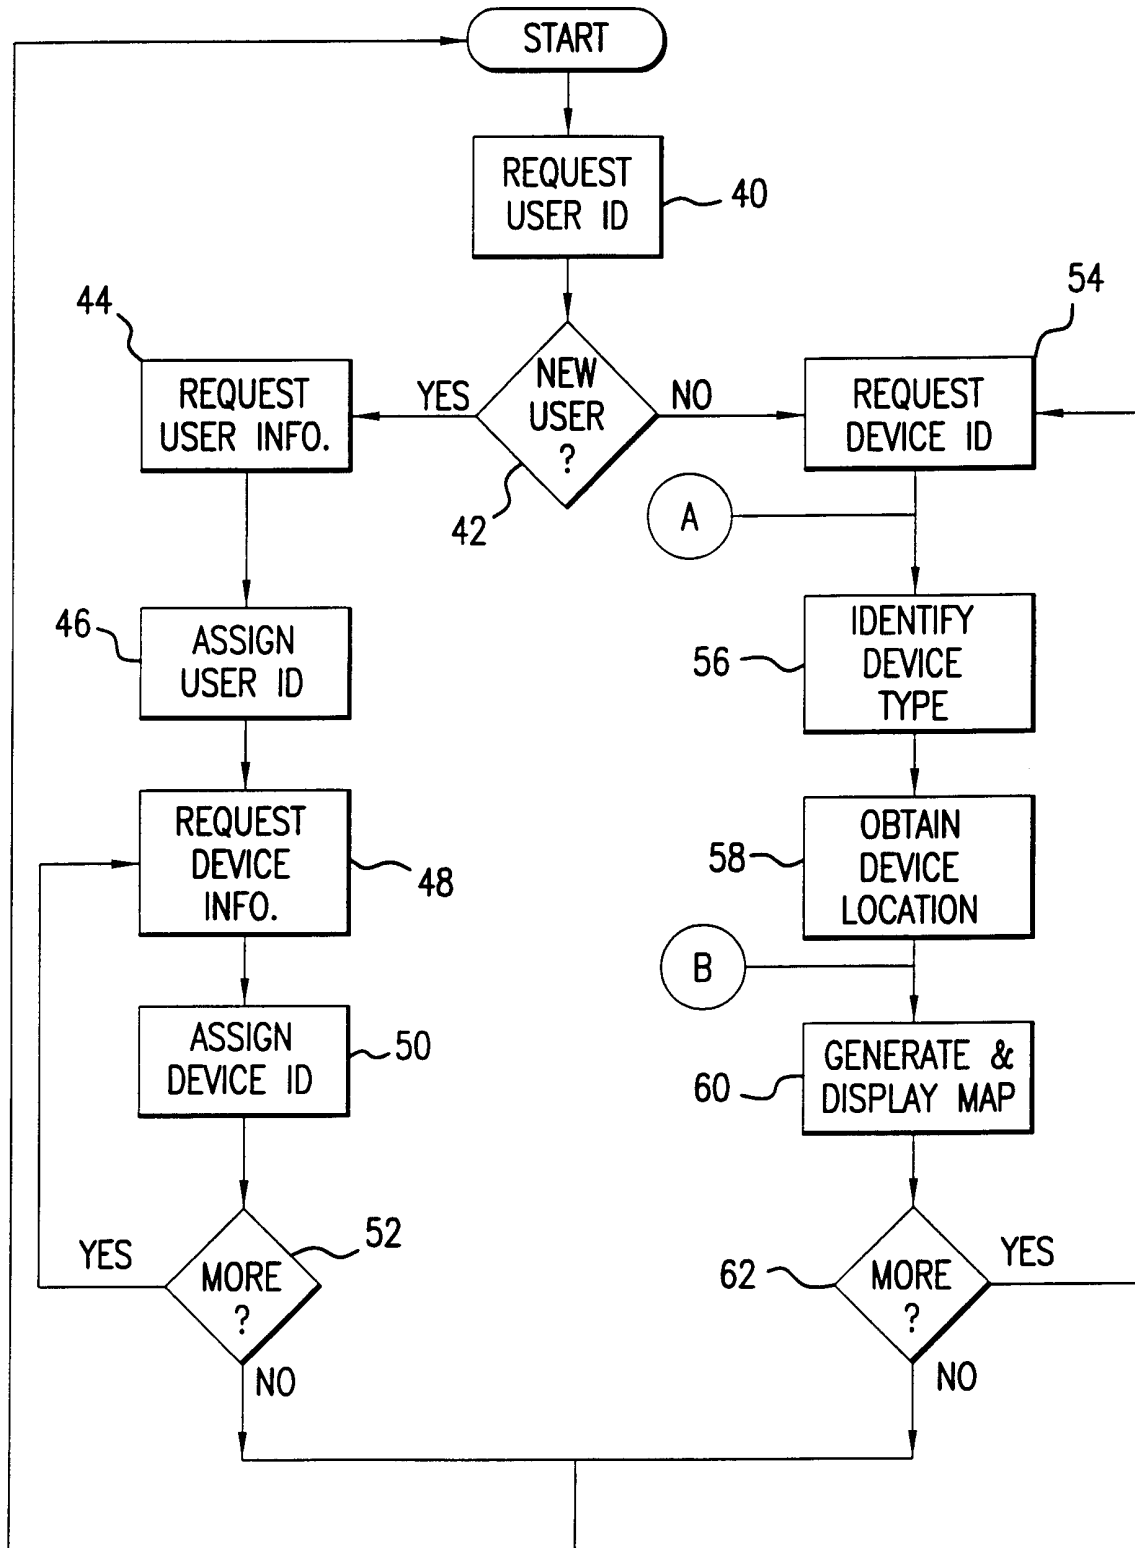 START
REQUEST
USER ID
40
44
REQUEST
USER INFO.
YES
NEW
USER
?
42
NO
54
REQUEST
DEVICE ID
A
46
ASSIGN
USER ID
56
IDENTIFY
DEVICE
TYPE
REQUEST
DEVICE
INFO.
48
58
OBTAIN
DEVICE
LOCATION
B
ASSIGN
DEVICE ID
50
60
GENERATE &
DISPLAY MAP
YES
MORE
?
52
NO
62
MORE
?
YES
NO